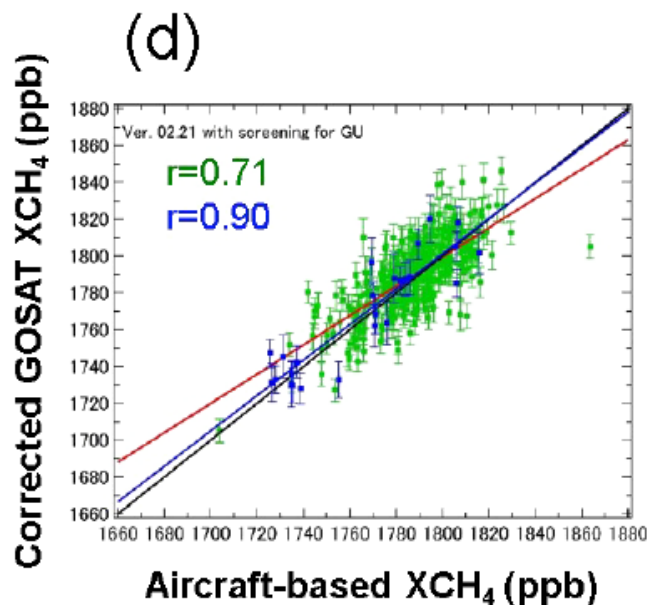 (d)
Corrected GOSAT XCH₄ (ppb)
1880
1860
1840
1820
1800
1780
1760
1740
1720
1700
1680
1660
Ver. 02.21 with soreening for GU
r=0.71
r=0.90
1660 1680 1700 1720 1740 1760 1780 1800 1820 1840 1860 1880
Aircraft-based XCH₄ (ppb)